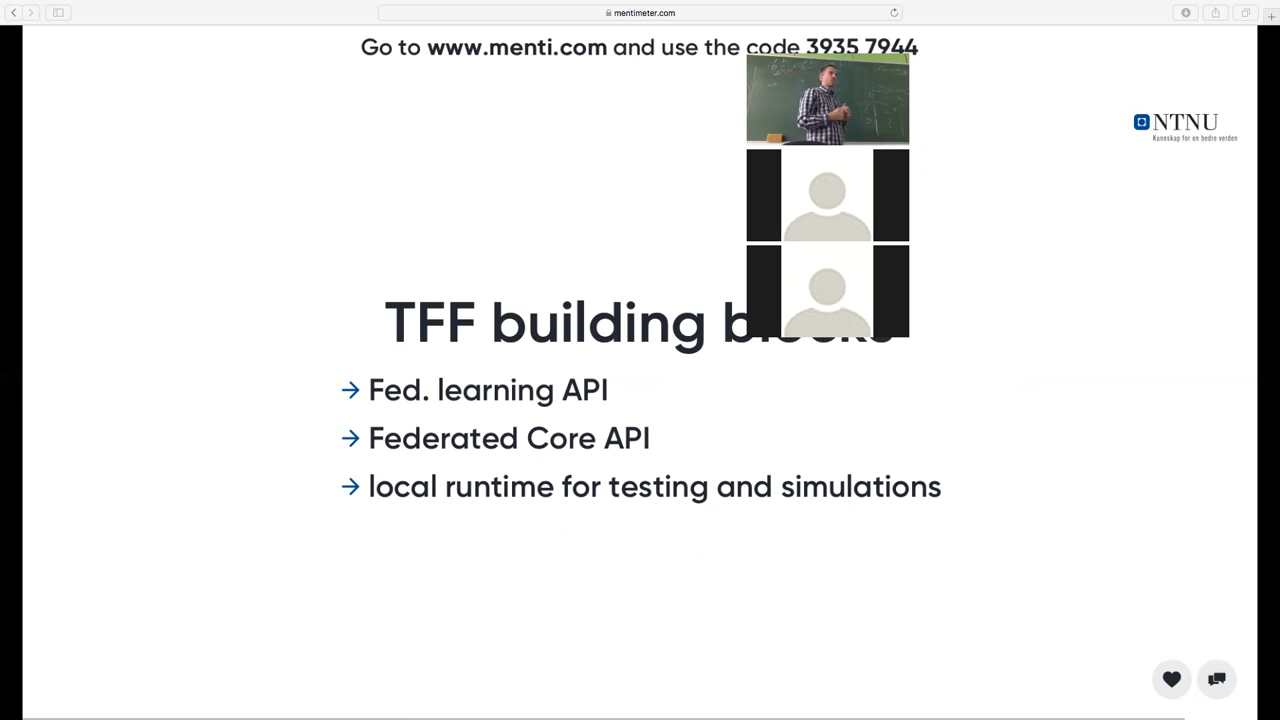 mentimeter.com
Go to www.menti.com and use the code 3935 7944
NTNU
Kunnskap for en bedre verden
TFF building blocks
→ Fed. learning API
→ Federated Core API
→ local runtime for testing and simulations